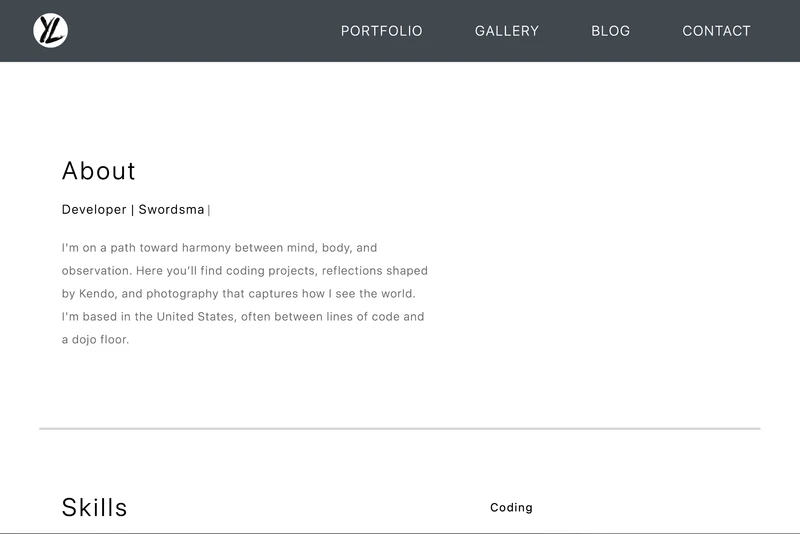 YL
PORTFOLIO GALLERY BLOG CONTACT
About
Developer | Swordsma|
I'm on a path toward harmony between mind, body, and
observation. Here you’ll find coding projects, reflections shaped
by Kendo, and photography that captures how I see the world.
I'm based in the United States, often between lines of code and
a dojo floor.
Skills
Coding